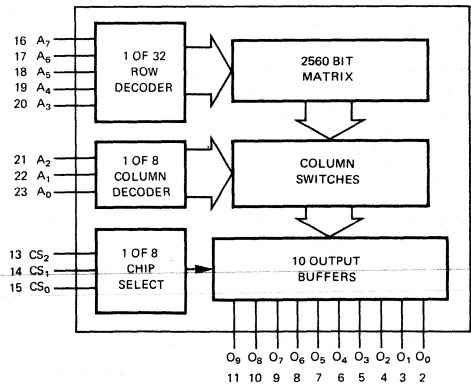 16 A7
17 A6
18 A5
19 A4
20 A3
1 OF 32
ROW
DECODER
2560 BIT
MATRIX
21 A2
22 A1
23 A0
1 OF 8
COLUMN
DECODER
COLUMN
SWITCHES
13 CS2
14 CS1
15 CS0
1 OF 8
CHIP
SELECT
10 OUTPUT
BUFFERS
O9 O8 O7 O6 O5 O4 O3 O2 O1 O0
11 10 9 8 7 6 5 4 3 2